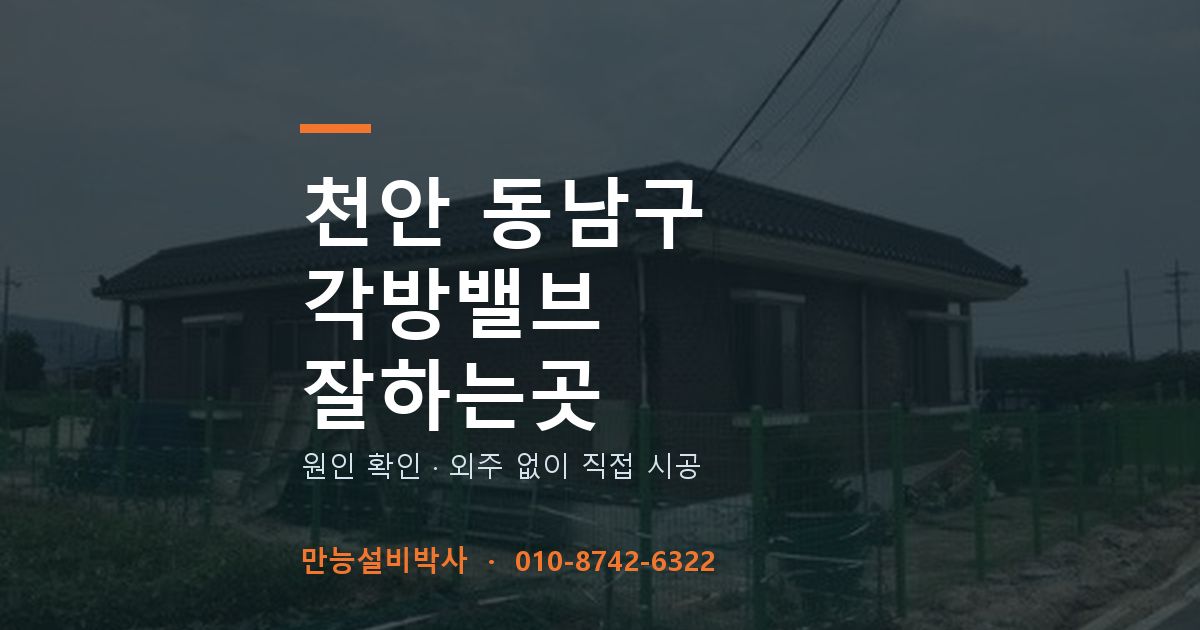 천안 동남구
각방밸브
잘하는곳
원인 확인 · 외주 없이 직접 시공
만능설비박사 · 010-8742-6322